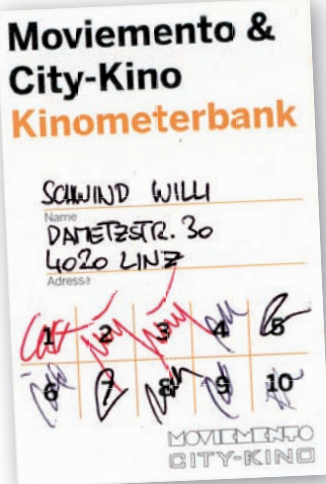 Moviemento &
City-Kino
Kinometerbank
SCHWIND WILLI
Name
DAMETZSTR. 30
4020 LINZ
Adresse
1 2 3 4 5
6 7 8 9 10
MOVIEMENTO
CITY-KINO